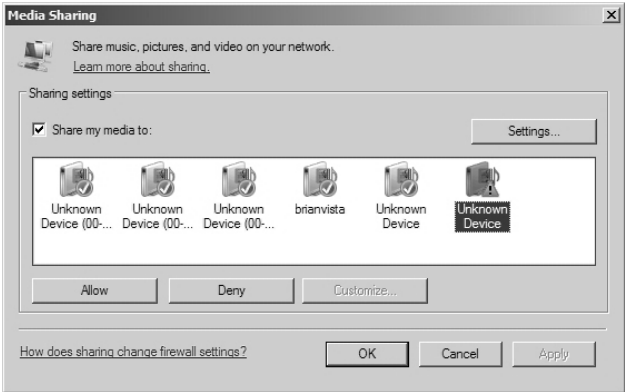 Media Sharing
Share music, pictures, and video on your network.
Learn more about sharing.
Sharing settings
Share my media to:
Settings...
Unknown Device (00-...
Unknown Device (00-...
Unknown Device (00-...
brianvista
Unknown Device
Unknown Device
Allow
Deny
Customize...
How does sharing change firewall settings?
OK
Cancel
Apply